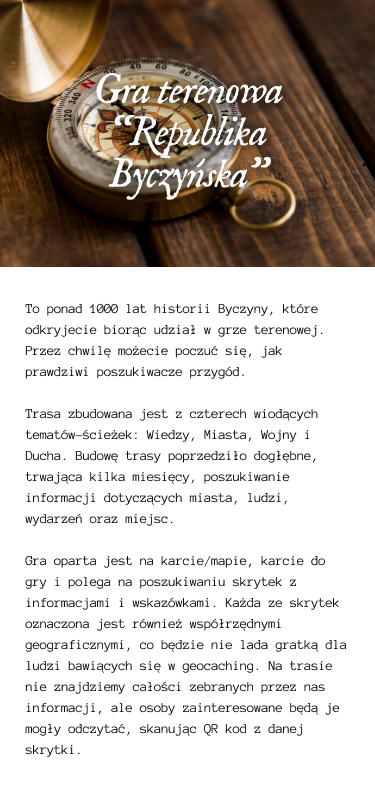 Gra terenowa
“Republika
Byczyńska”
To ponad 1000 lat historii Byczyny, które
odkryjecie biorąc udział w grze terenowej.
Przez chwilę możecie poczuć się, jak
prawdziwi poszukiwacze przygód.
Trasa zbudowana jest z czterech wiodących
tematów-ścieżek: Wiedzy, Miasta, Wojny i
Ducha. Budowę trasy poprzedziło dogłębne,
trwająca kilka miesięcy, poszukiwanie
informacji dotyczących miasta, ludzi,
wydarzeń oraz miejsc.
Gra oparta jest na karcie/mapie, karcie do
gry i polega na poszukiwaniu skrytek z
informacjami i wskazówkami. Każda ze skrytek
oznaczona jest również współrzędnymi
geograficznymi, co będzie nie lada gratką dla
ludzi bawiących się w geocaching. Na trasie
nie znajdziemy całości zebranych przez nas
informacji, ale osoby zainteresowane będą je
mogły odczytać, skanując QR kod z danej
skrytki.